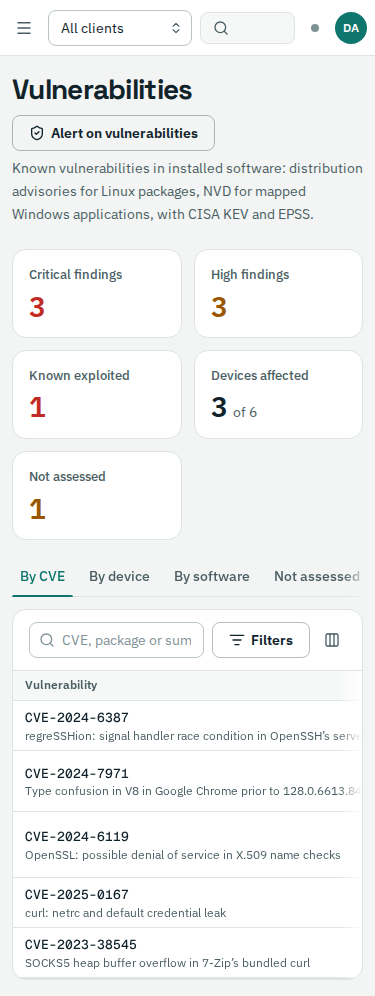 All clients
DA
Vulnerabilities
Alert on vulnerabilities
Known vulnerabilities in installed software: distribution
advisories for Linux packages, NVD for mapped
Windows applications, with CISA KEV and EPSS.
Critical findings
3
High findings
3
Known exploited
1
Devices affected
3 of 6
Not assessed
1
By CVE
By device
By software
Not assessed
CVE, package or sum
Filters
Vulnerability
CVE-2024-6387
regreSSHion: signal handler race condition in OpenSSH's serve
CVE-2024-7971
Type confusion in V8 in Google Chrome prior to 128.0.6613.84
CVE-2024-6119
OpenSSL: possible denial of service in X.509 name checks
CVE-2025-0167
curl: netrc and default credential leak
CVE-2023-38545
SOCKS5 heap buffer overflow in 7-Zip's bundled curl